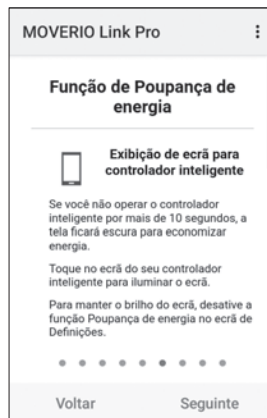 MOVERIO Link Pro
Função de Poupança de
energia
Exibição de ecrã para
controlador inteligente
Se você não operar o controlador
inteligente por mais de 10 segundos, a
tela ficará escura para economizar
energia.
Toque no ecrã do seu controlador
inteligente para iluminar o ecrã.
Para manter o brilho do ecrã, desative a
função Poupança de energia no ecrã de
Definições.
Voltar
Seguinte